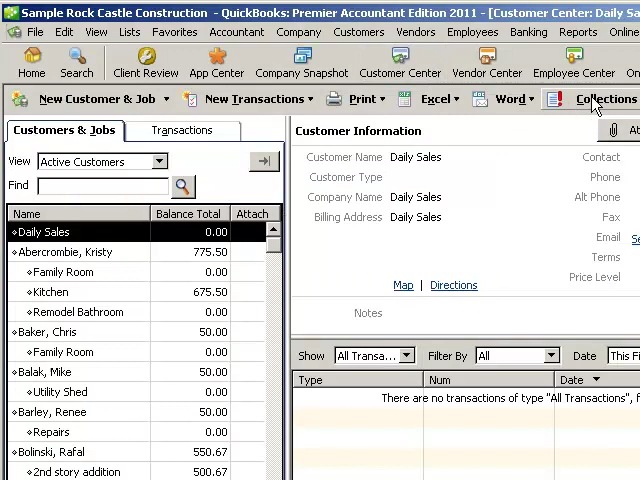 Sample Rock Castle Construction - QuickBooks: Premier Accountant Edition 2011 - [Customer Center: Daily Sa
File Edit View Lists Favorites Accountant Company Customers Vendors Employees Banking Reports Online
Home Search Client Review App Center Company Snapshot Customer Center Vendor Center Employee Center On
New Customer & Job New Transactions Print Excel Word Collections
Customers & Jobs Transactions Customer Information At
View Active Customers
Find
Customer Name Daily Sales Contact
Customer Type Phone
Company Name Daily Sales Alt Phone
Billing Address Daily Sales Fax
Email Se
Terms
Price Level
Map | Directions
Notes
Name Balance Total Attach
Daily Sales 0.00
Abercrombie, Kristy 775.50
Family Room 0.00
Kitchen 675.50
Remodel Bathroom 0.00
Baker, Chris 50.00
Family Room 0.00
Balak, Mike 50.00
Utility Shed 0.00
Barley, Renee 50.00
Repairs 0.00
Bolinski, Rafal 550.67
2nd story addition 500.67
Show All Transa... Filter By All Date This Fi
Type Num Date
There are no transactions of type "All Transactions", f